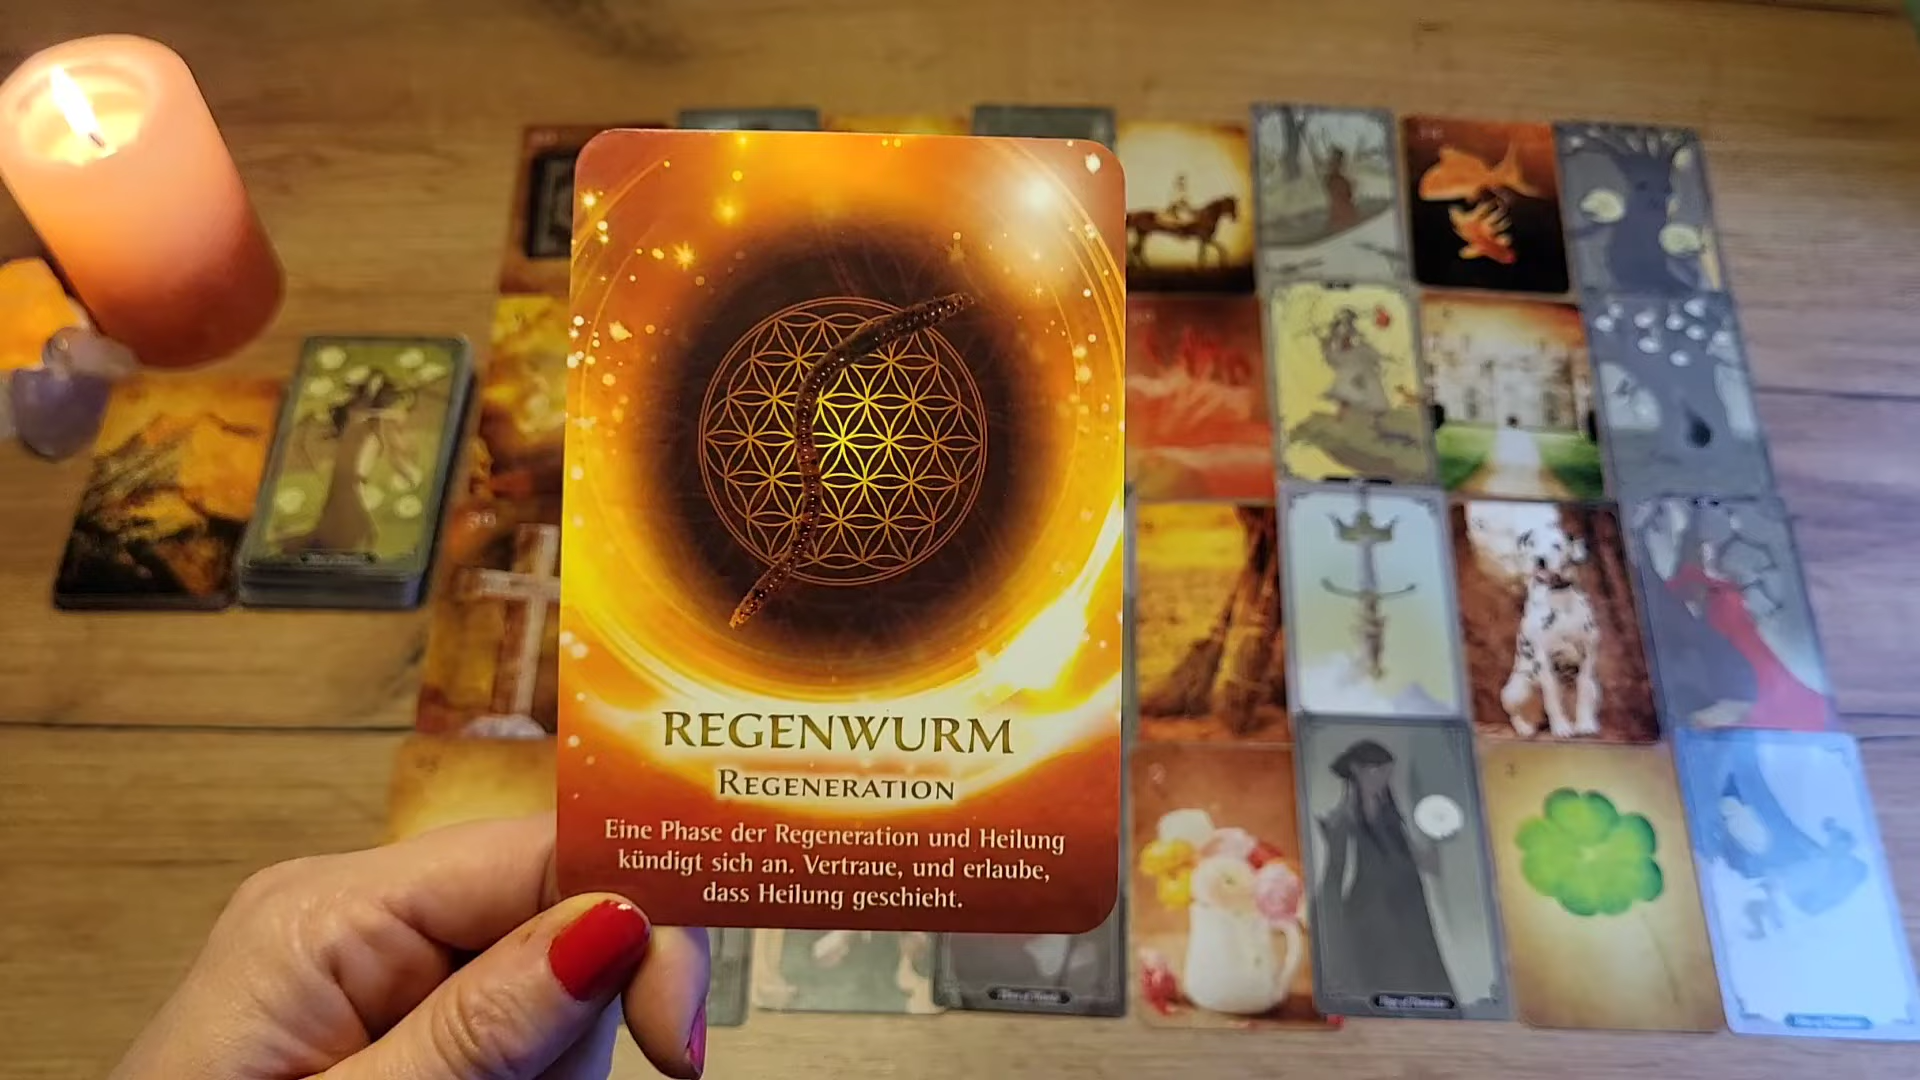 REGENWURM
REGENERATION
Eine Phase der Regeneration und Heilung
kündigt sich an. Vertraue, und erlaube,
dass Heilung geschieht.